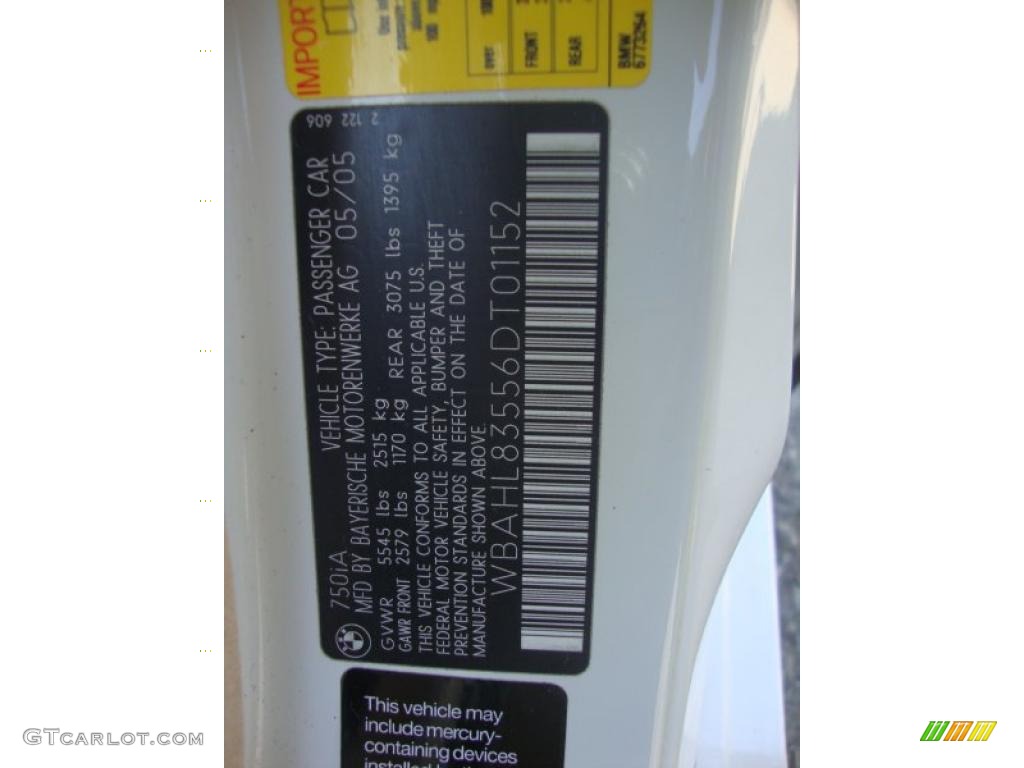 IMPORT
over
FRONT
REAR
BMW
6773264
2 122 606
750iA VEHICLE TYPE: PASSENGER CAR
MFD BY BAYERISCHE MOTORENWERKE AG 05/05
GVWR 5545 lbs 2515 kg
GAWR FRONT 2579 lbs 1170 kg REAR 3075 lbs 1395 kg
THIS VEHICLE CONFORMS TO ALL APPLICABLE U.S.
FEDERAL MOTOR VEHICLE SAFETY, BUMPER AND THEFT
PREVENTION STANDARDS IN EFFECT ON THE DATE OF
MANUFACTURE SHOWN ABOVE.
WBAHL83556DT01152
This vehicle may
include mercury-
containing devices
GTCARLOT.COM